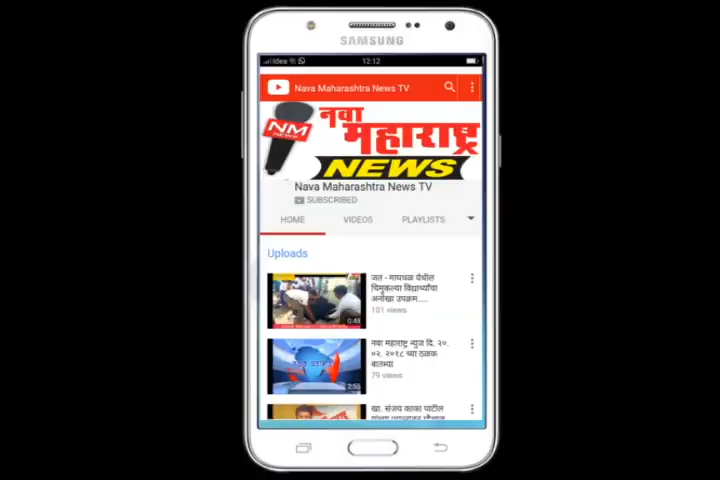 SAMSUNG
Idea
12:12
Nava Maharashtra News TV
NM
NEWS
नवा
महाराष्ट्र
NEWS
Nava Maharashtra News TV
SUBSCRIBED
HOME VIDEOS PLAYLISTS
Uploads
जत - मायथळ येथील
चिमुकल्या विद्यार्थ्यांचा
अनोखा उपक्रम.....
101 views
0:48
नवा महाराष्ट्र न्युज दि. २०.
०२. २०१८ च्या ठळक
बातम्या
79 views
2:55
खा. संजय काका पाटील